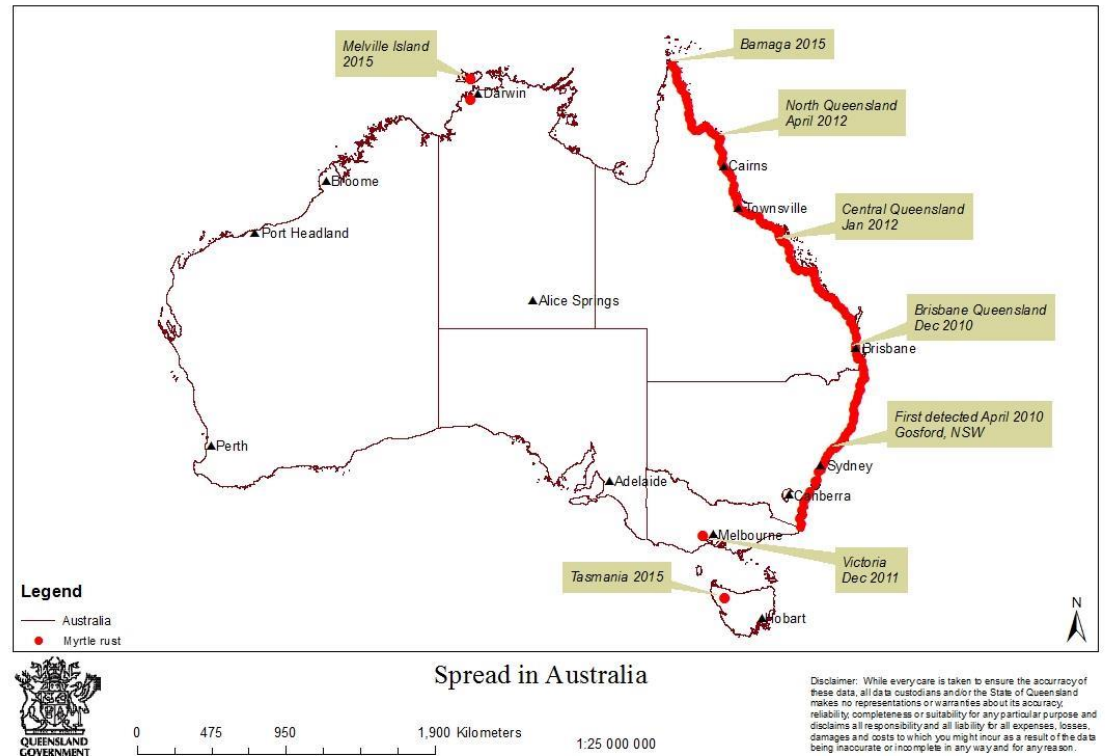 Melville Island
2015
Bamaga 2015
Darwin
North Queensland
April 2012
Cairns
Broome
Townsville
Central Queensland
Jan 2012
Port Headland
Alice Springs
Brisbane Queensland
Dec 2010
Brisbane
First detected April 2010
Gosford, NSW
Perth
Sydney
Adelaide
Canberra
Melbourne
Victoria
Dec 2011
Tasmania 2015
Hobart
Legend
Australia
Myrtle rust
N
Spread in Australia
QUEENSLAND
GOVERNMENT
0 475 950 1,900 Kilometers
1:25 000 000
Disclaimer: While every care is taken to ensure the accurracy of
these data, all data custodians and/or the State of Queensland
makes no representations or warranties about its accuracy,
reliability, completeness or suitability for any particular purpose and
disclaims all responsibility and all liability for all expenses, losses,
damages and costs to which you might incur as a result of the data
being inaccurate or incomplete in any way and for any reason.